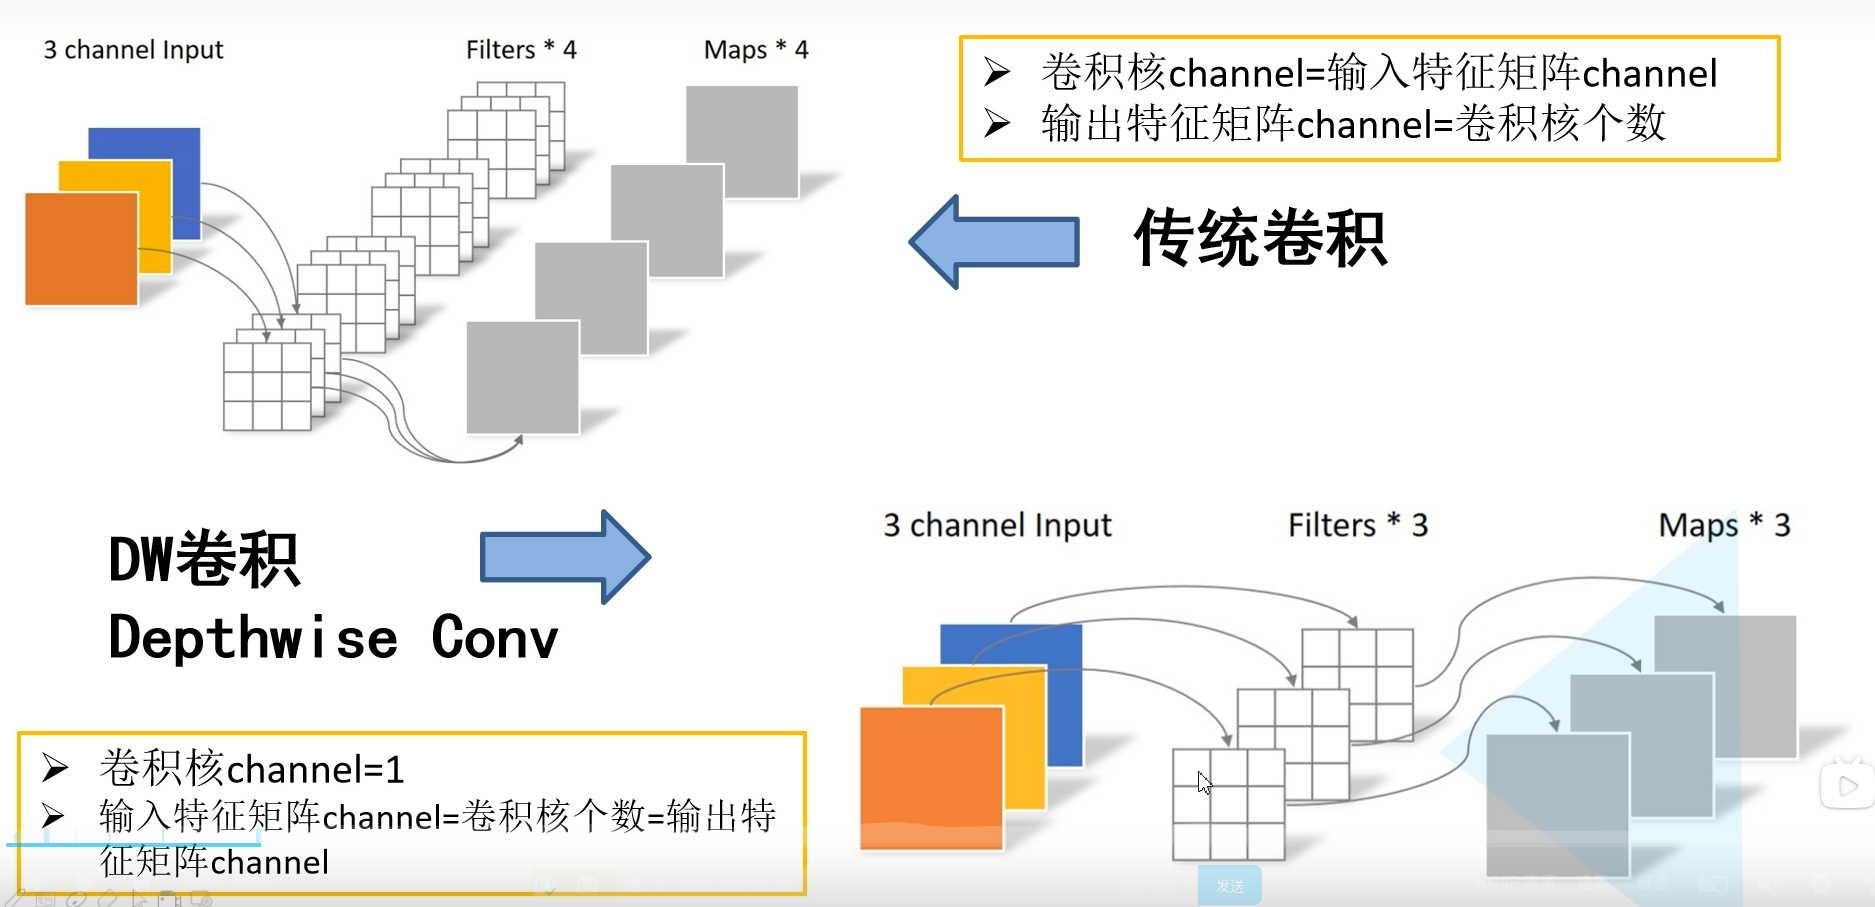 3 channel Input
Filters * 4
Maps * 4
卷积核channel=输入特征矩阵channel
输出特征矩阵channel=卷积核个数
传统卷积
DW卷积
Depthwise Conv
3 channel Input
Filters * 3
Maps * 3
卷积核channel=1
输入特征矩阵channel=卷积核个数=输出特
征矩阵channel
发送